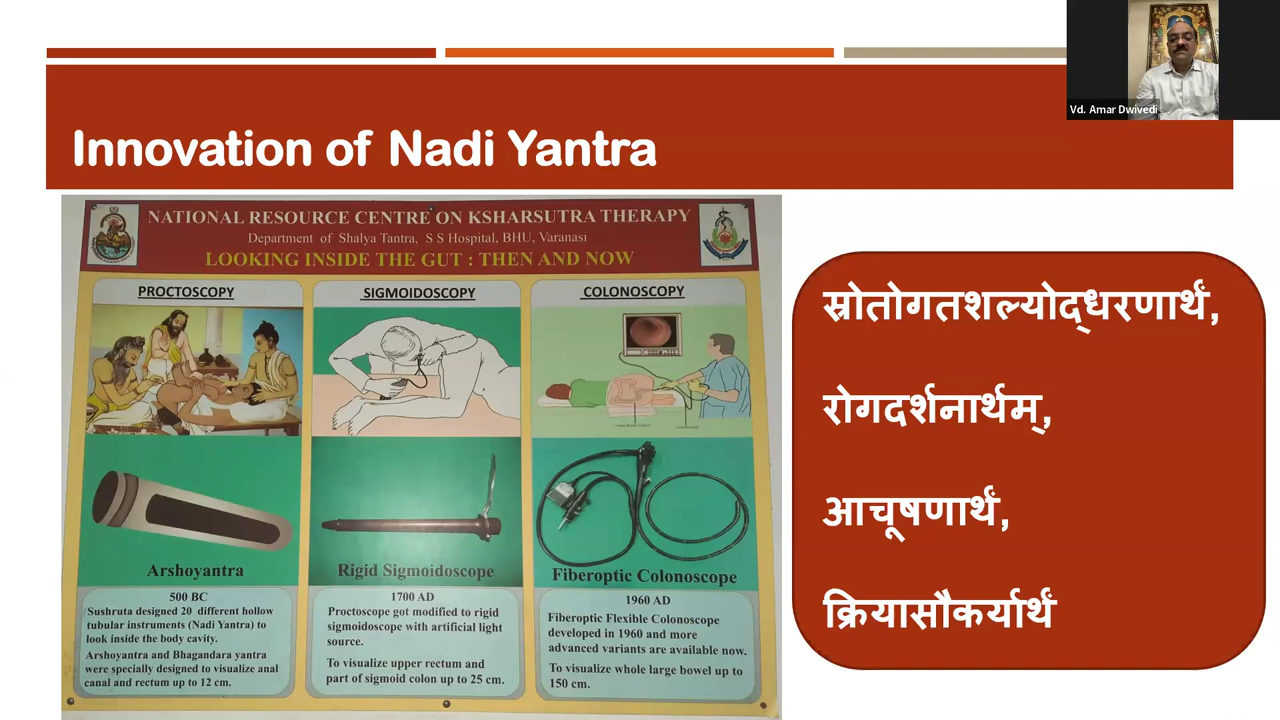 Vd. Amar Dwivedi
Innovation of Nadi Yantra
NATIONAL RESOURCE CENTRE ON KSHARSUTRA THERAPY
Department of Shalya Tantra, S S Hospital, BHU, Varanasi
LOOKING INSIDE THE GUT : THEN AND NOW
PROCTOSCOPY
Arshoyantra
500 BC
Sushruta designed 20 different hollow
tubular instruments (Nadi Yantra) to
look inside the body cavity.
Arshoyantra and Bhagandara yantra
were specially designed to visualize anal
canal and rectum up to 12 cm.
SIGMOIDOSCOPY
Rigid Sigmoidoscope
1700 AD
Proctoscope got modified to rigid
sigmoidoscope with artificial light
source.
To visualize upper rectum and
part of sigmoid colon up to 25 cm.
COLONOSCOPY
Fiberoptic Colonoscope
1960 AD
Fiberoptic Flexible Colonoscope
developed in 1960 and more
advanced variants are available now.
To visualize whole large bowel up to
150 cm.
स्रोतोगतशल्योद्धरणार्थं,
रोगदर्शनार्थम्,
आचूषणार्थं,
क्रियासौकर्यार्थं